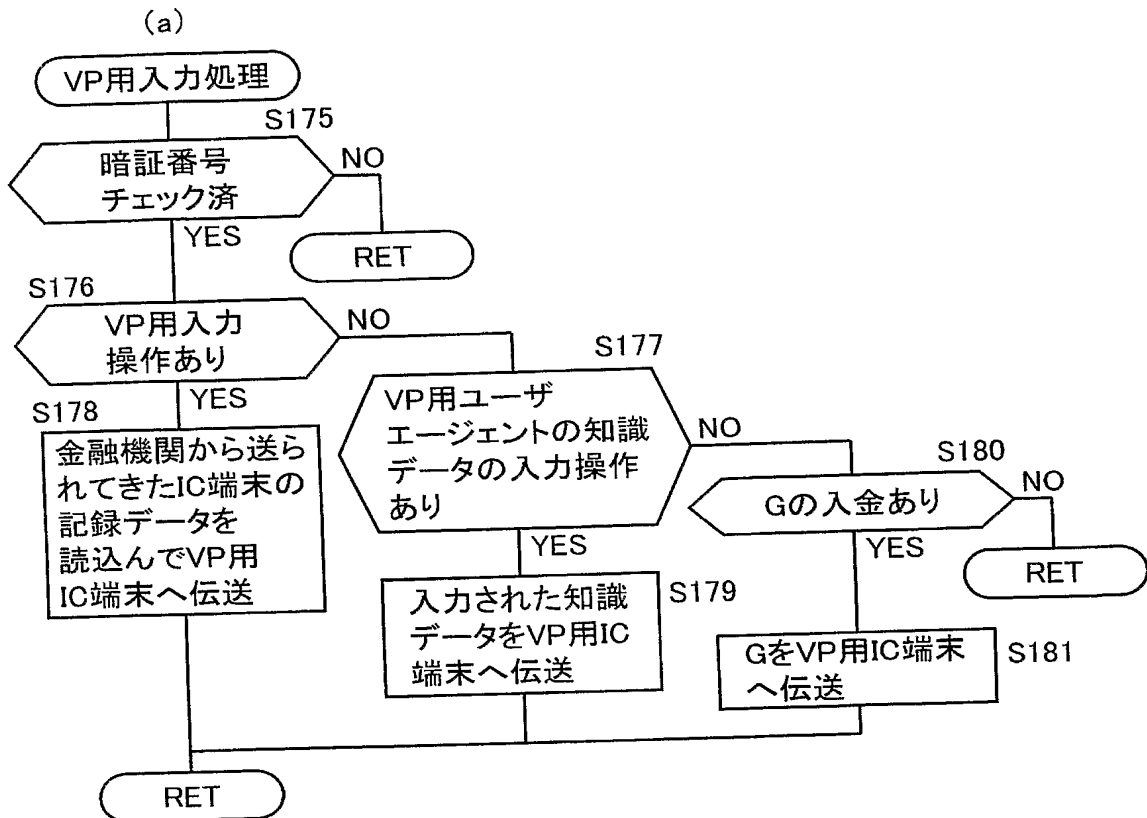 (a)
VP用入力処理
S175
暗証番号
チェック済
NO
YES
RET
S176
VP用入力
操作あり
NO
YES
S177
VP用ユーザ
エージェントの知識
データの入力操作
あり
NO
YES
S178
金融機関から送ら
れてきたIC端末の
記録データを
読込んでVP用
IC端末へ伝送
S180
Gの入金あり
NO
YES
RET
S179
入力された知識
データをVP用IC
端末へ伝送
S181
GをVP用IC端末
へ伝送
RET